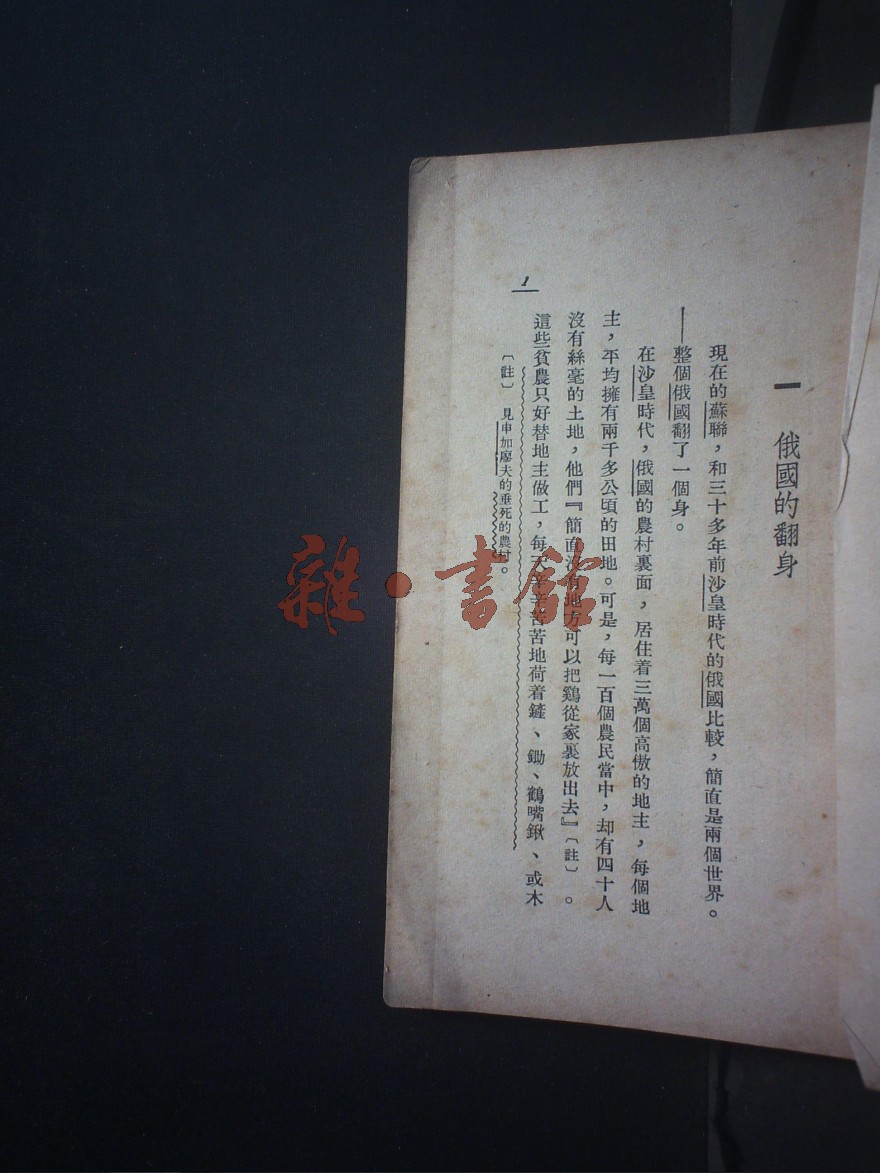 一 俄國的翻身
現在的蘇聯，和三十多年前沙皇時代的俄國比較，簡直是兩個世界。
——整個俄國翻了一個身。
在沙皇時代，俄國的農村裏面，居住着三萬個高傲的地主，每個地
主，平均擁有兩千多公頃的田地。可是，每一百個農民當中，却有四十人
沒有絲毫的土地，他們『簡直沒有地方可以把鷄從家裏放出去』〔註〕。
這些貧農只好替地主做工，每天辛辛苦苦地荷着鏟、鋤、鶴嘴鍬、或木
〔註〕 見申加廖夫的垂死的農村。
1
雜·書館